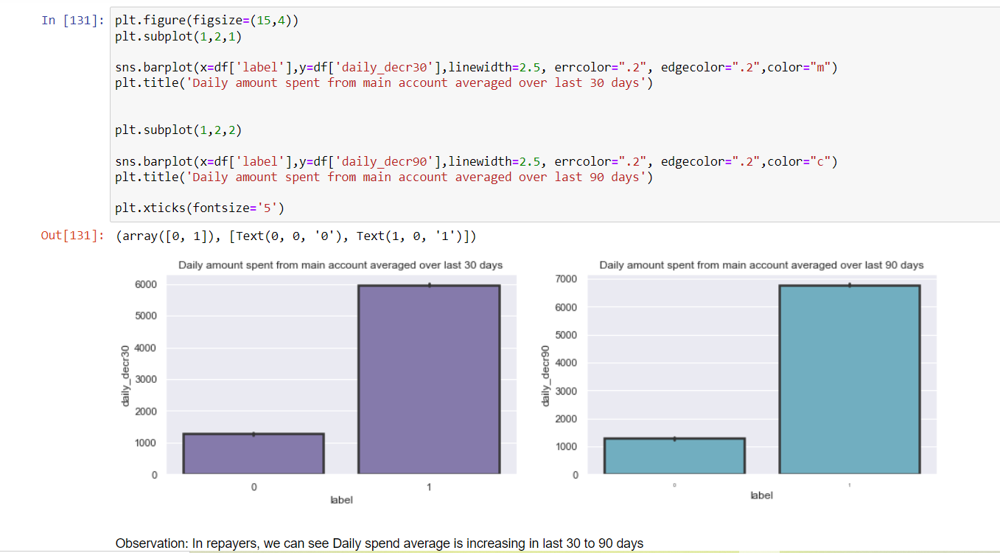 In [131]: plt.figure(figsize=(15,4))
plt.subplot(1,2,1)
sns.barplot(x=df['label'],y=df['daily_decr30'],linewidth=2.5, errcolor=".2", edgecolor=".2",color="m")
plt.title('Daily amount spent from main account averaged over last 30 days')
plt.subplot(1,2,2)
sns.barplot(x=df['label'],y=df['daily_decr90'],linewidth=2.5, errcolor=".2", edgecolor=".2",color="c")
plt.title('Daily amount spent from main account averaged over last 90 days')
plt.xticks(fontsize='5')
Out[131]: (array([0, 1]), [Text(0, 0, '0'), Text(1, 0, '1')])
Daily amount spent from main account averaged over last 30 days
6000
5000
4000
3000
2000
1000
0
daily_decr30
0 1
label
Daily amount spent from main account averaged over last 90 days
7000
6000
5000
4000
3000
2000
1000
0
daily_decr90
0 1
label
Observation: In repayers, we can see Daily spend average is increasing in last 30 to 90 days